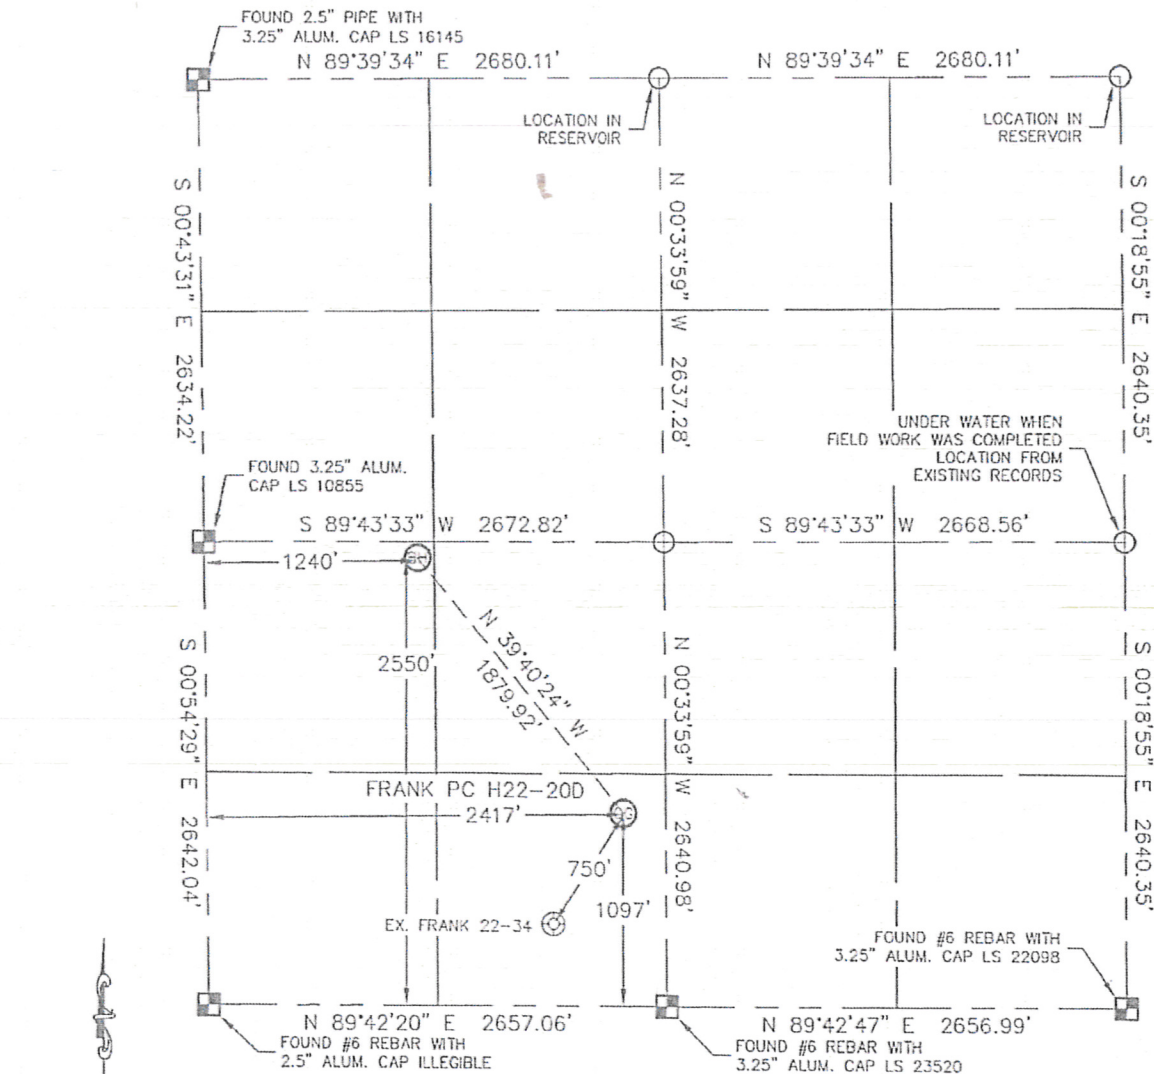 FOUND 2.5" PIPE WITH
3.25" ALUM. CAP LS 16145
N 89°39'34" E 2680.11'
N 89°39'34" E 2680.11'
LOCATION IN
RESERVOIR
LOCATION IN
RESERVOIR
S 00°43'31" E 2634.22'
N 00°33'59" W 2637.28'
S 00°18'55" E 2640.35'
UNDER WATER WHEN
FIELD WORK WAS COMPLETED
LOCATION FROM
EXISTING RECORDS
FOUND 3.25" ALUM.
CAP LS 10855
S 89°43'33" W 2672.82'
S 89°43'33" W 2668.56'
1240'
BH
2550'
N 39°40'24" W
1879.92'
S 00°54'29" E 2642.04'
N 00°33'59" W 2640.98'
S 00°18'55" E 2640.35'
FRANK PC H22-20D
2417'
750'
1097'
EX. FRANK 22-34
FOUND #6 REBAR WITH
3.25" ALUM. CAP LS 22098
N 89°42'20" E 2657.06'
N 89°42'47" E 2656.99'
FOUND #6 REBAR WITH
2.5" ALUM. CAP ILLEGIBLE
FOUND #6 REBAR WITH
3.25" ALUM. CAP LS 23520